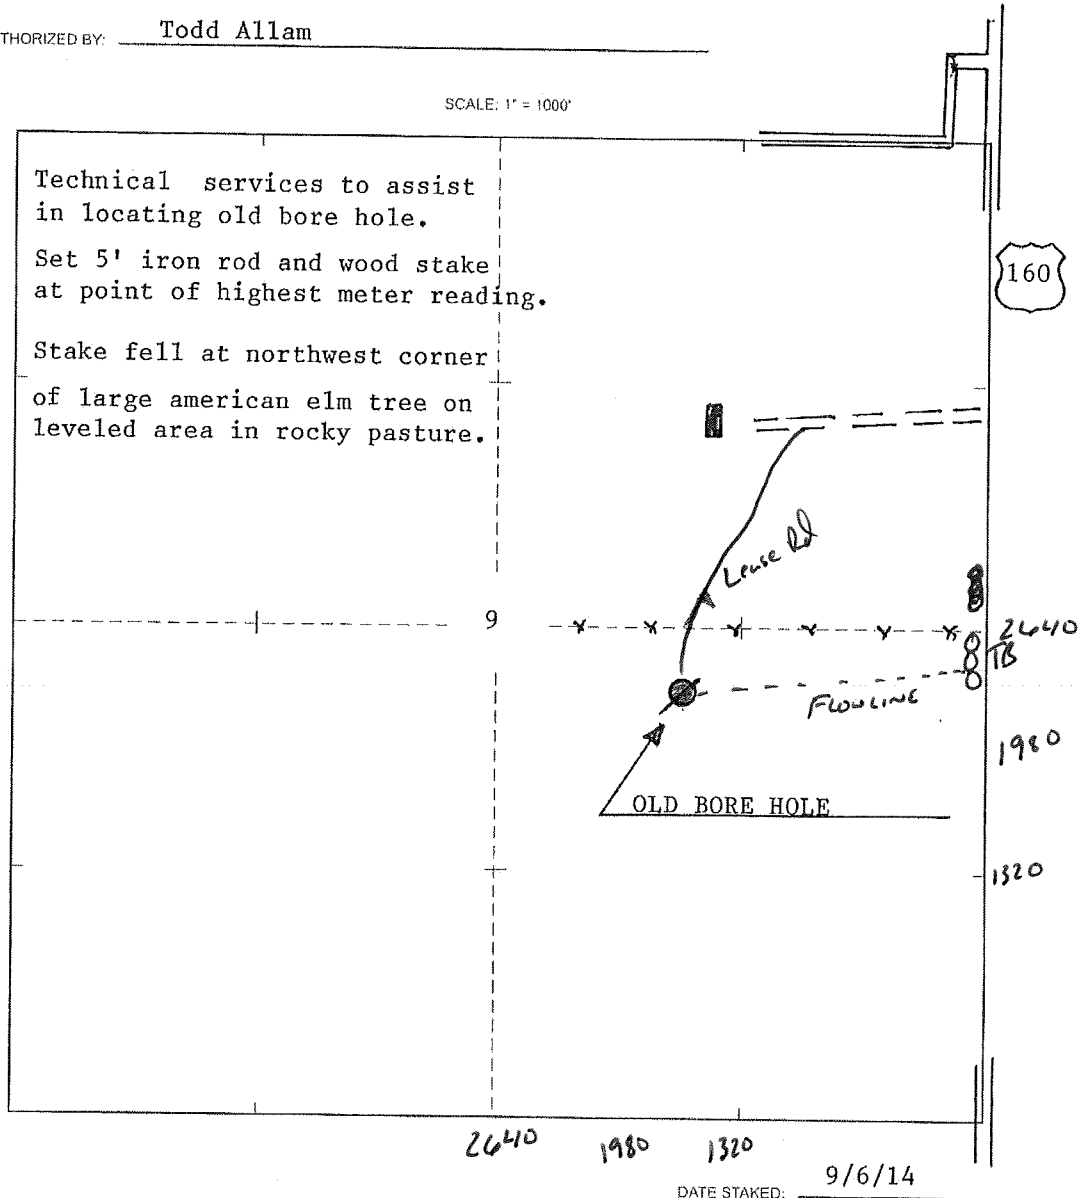 THORIZED BY: Todd Allam
SCALE: 1" = 1000'
Technical services to assist
in locating old bore hole.
Set 5' iron rod and wood stake
at point of highest meter reading.
160
Stake fell at northwest corner
of large american elm tree on
leveled area in rocky pasture.
Lease Rd
9
2640
TB
FLOWLINE
1980
OLD BORE HOLE
1320
2640 1980 1320
9/6/14
DATE STAKED: